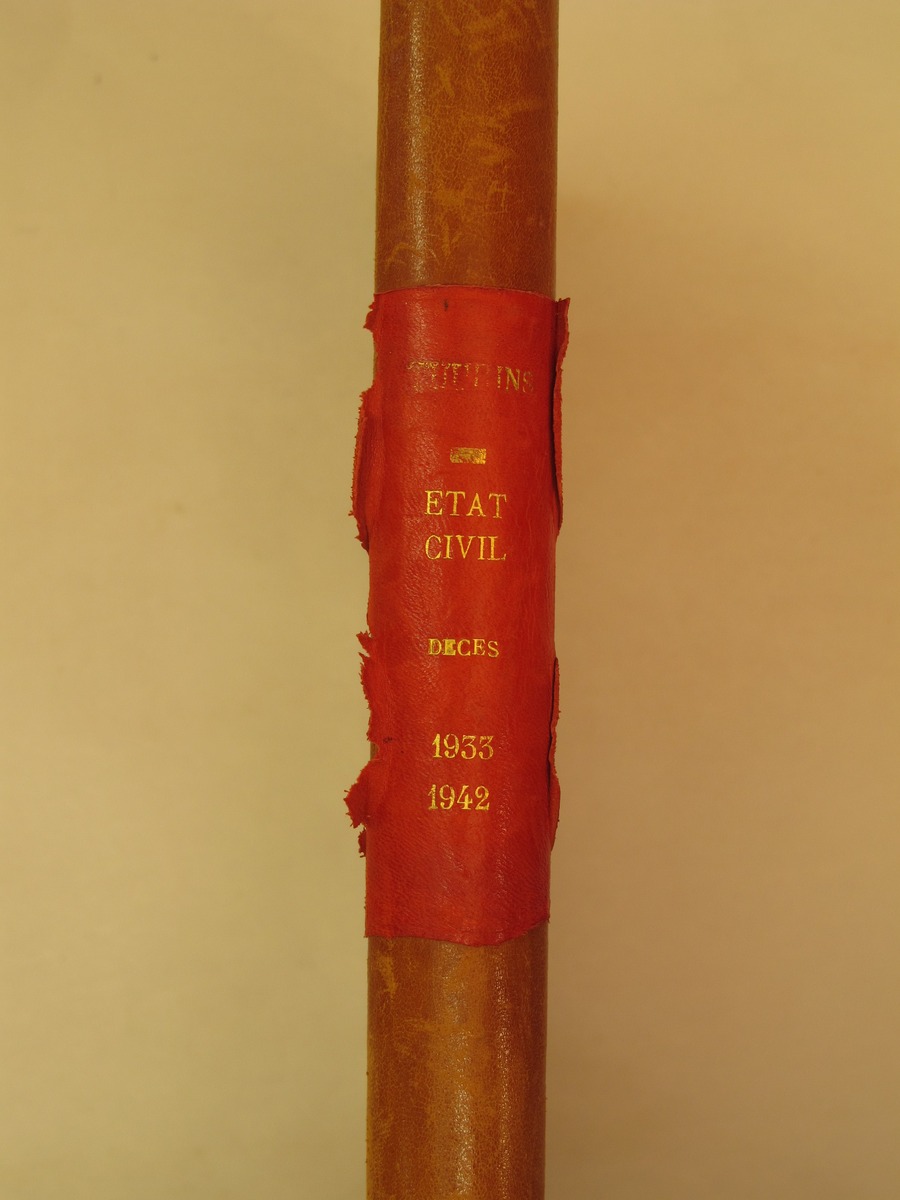 ETAT
CIVIL
DECES
1933
1942